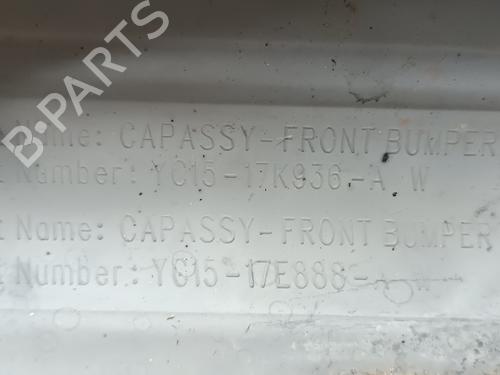 B-PARTS
Name: CAPASSY-FRONT BUMPER
Number: YC15-17K936-A W
Name: CAPASSY-FRONT BUMPER
Number: YC15-17E888- W